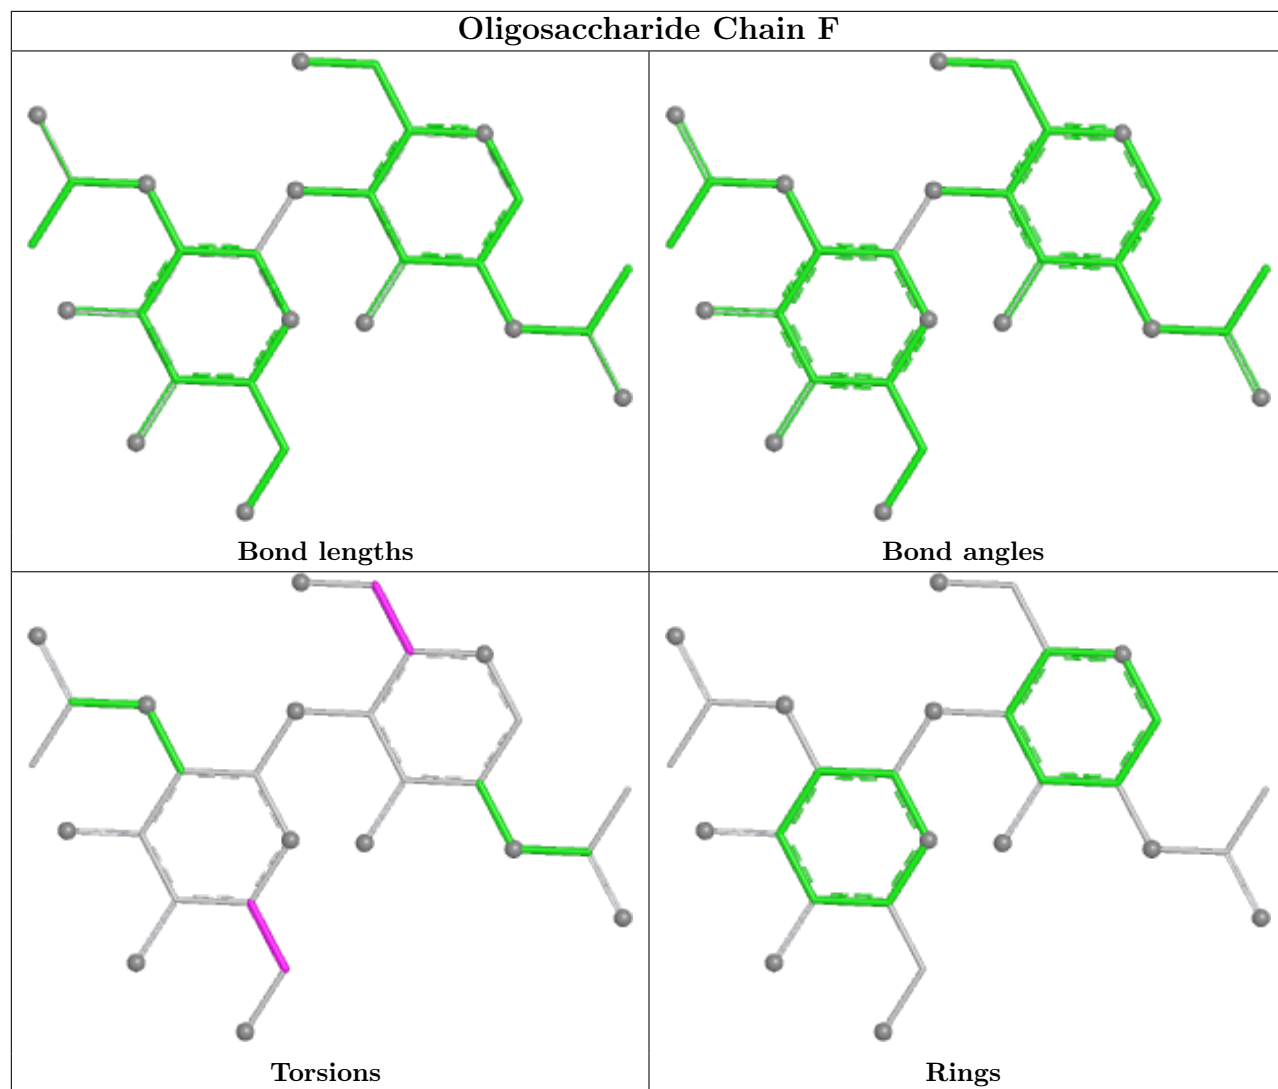 Oligosaccharide Chain F
Bond lengths
Bond angles
Torsions
Rings